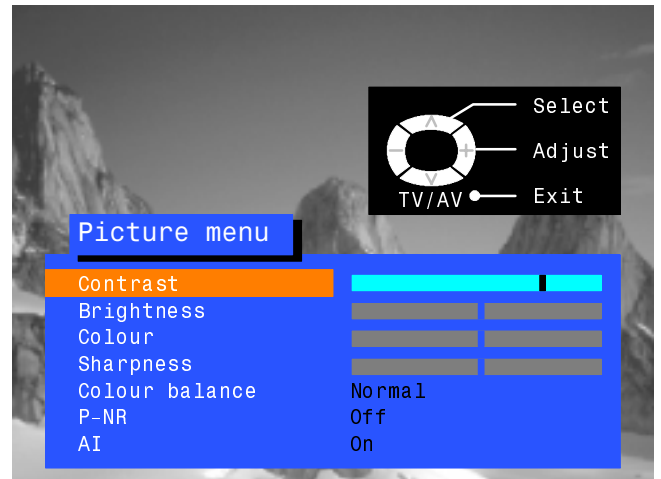 Select
Adjust
TV/AV Exit
Picture menu
Contrast
Brightness
Colour
Sharpness
Colour balance Normal
P-NR Off
AI On